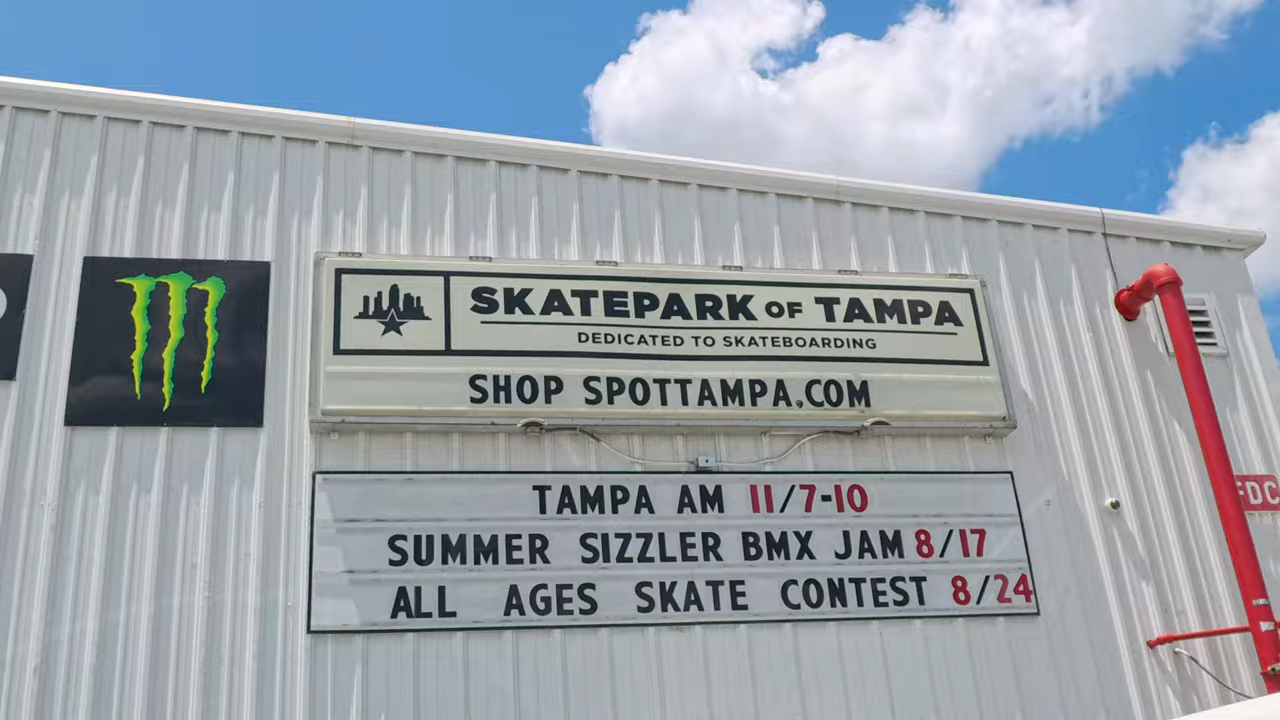 SKATEPARK OF TAMPA
DEDICATED TO SKATEBOARDING
SHOP SPOTTAMPA.COM
TAMPA AM 11/7-10
SUMMER SIZZLER BMX JAM 8/17
ALL AGES SKATE CONTEST 8/24
FDC